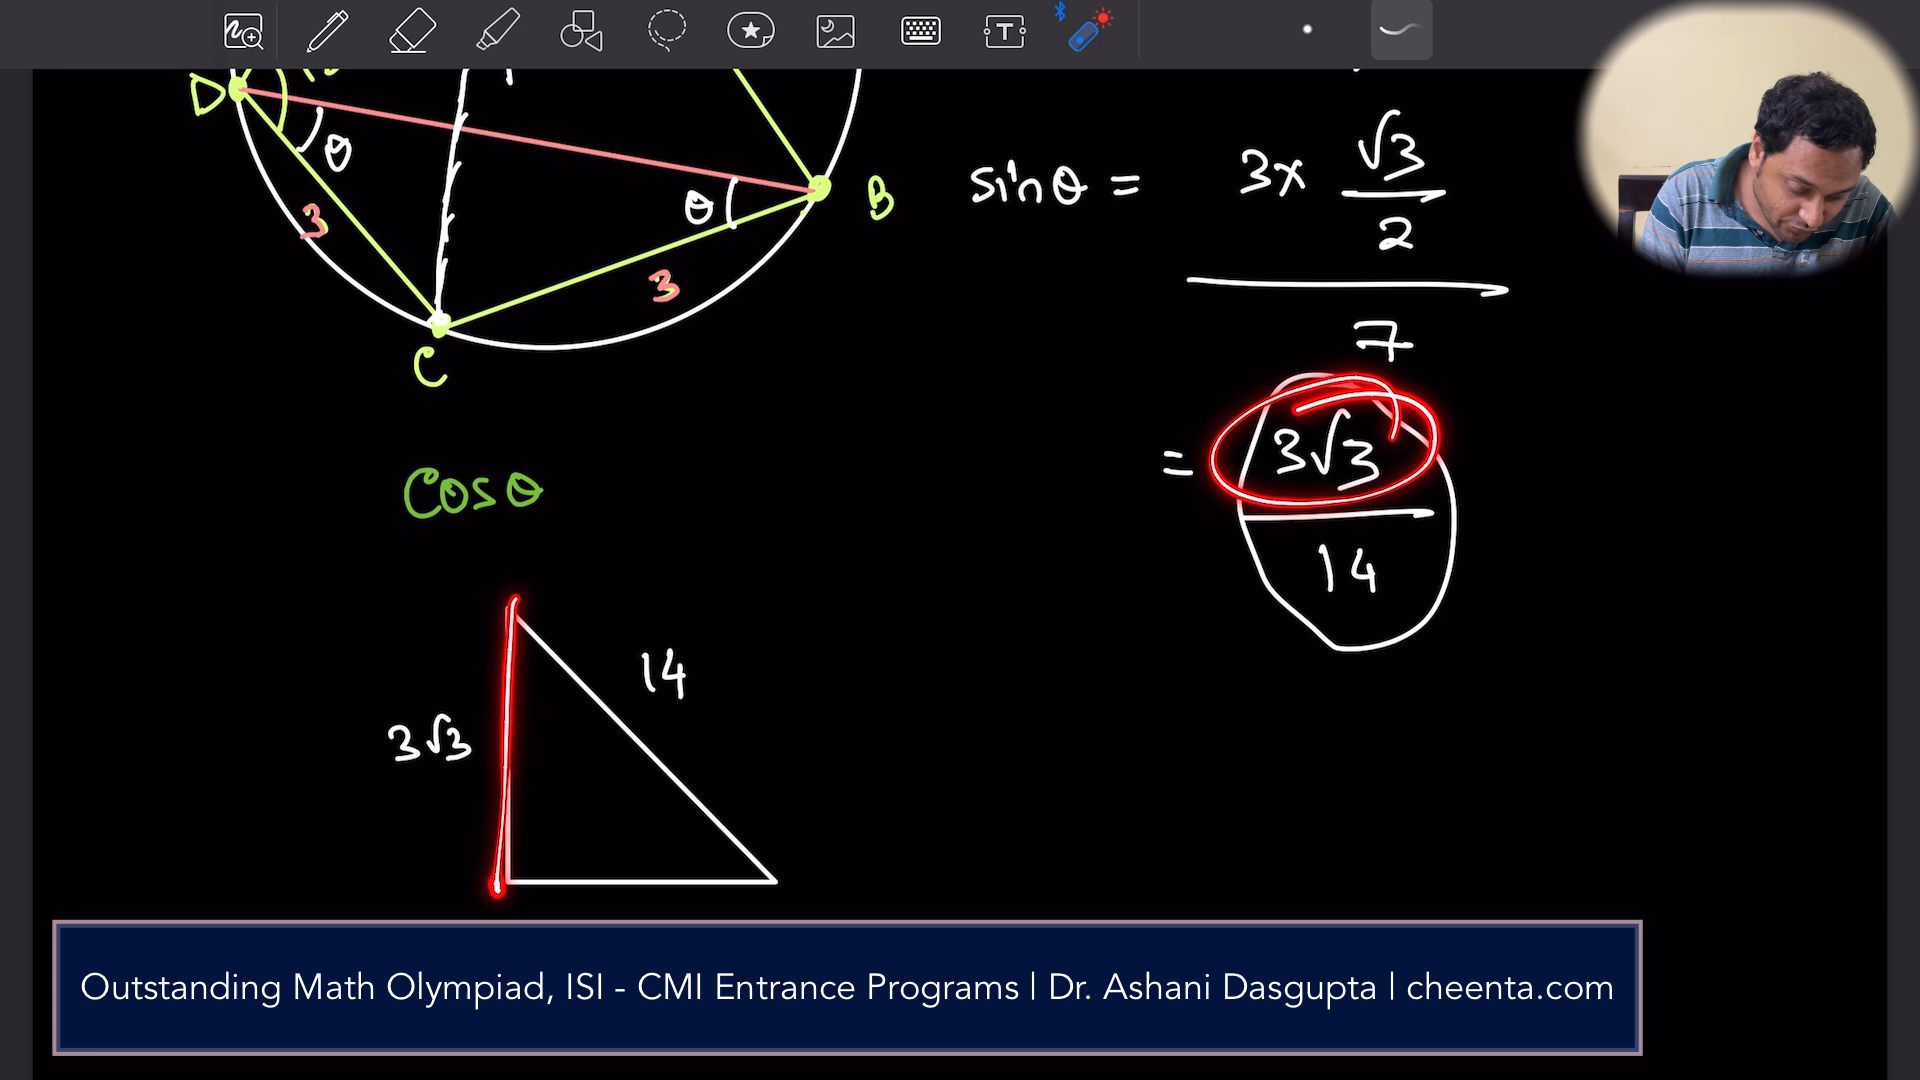 D
θ
3
θ
B
3
C
sinθ = 3x √3
2
7
= 3√3
14
Cosθ
14
3√3
Outstanding Math Olympiad, ISI - CMI Entrance Programs | Dr. Ashani Dasgupta | cheenta.com